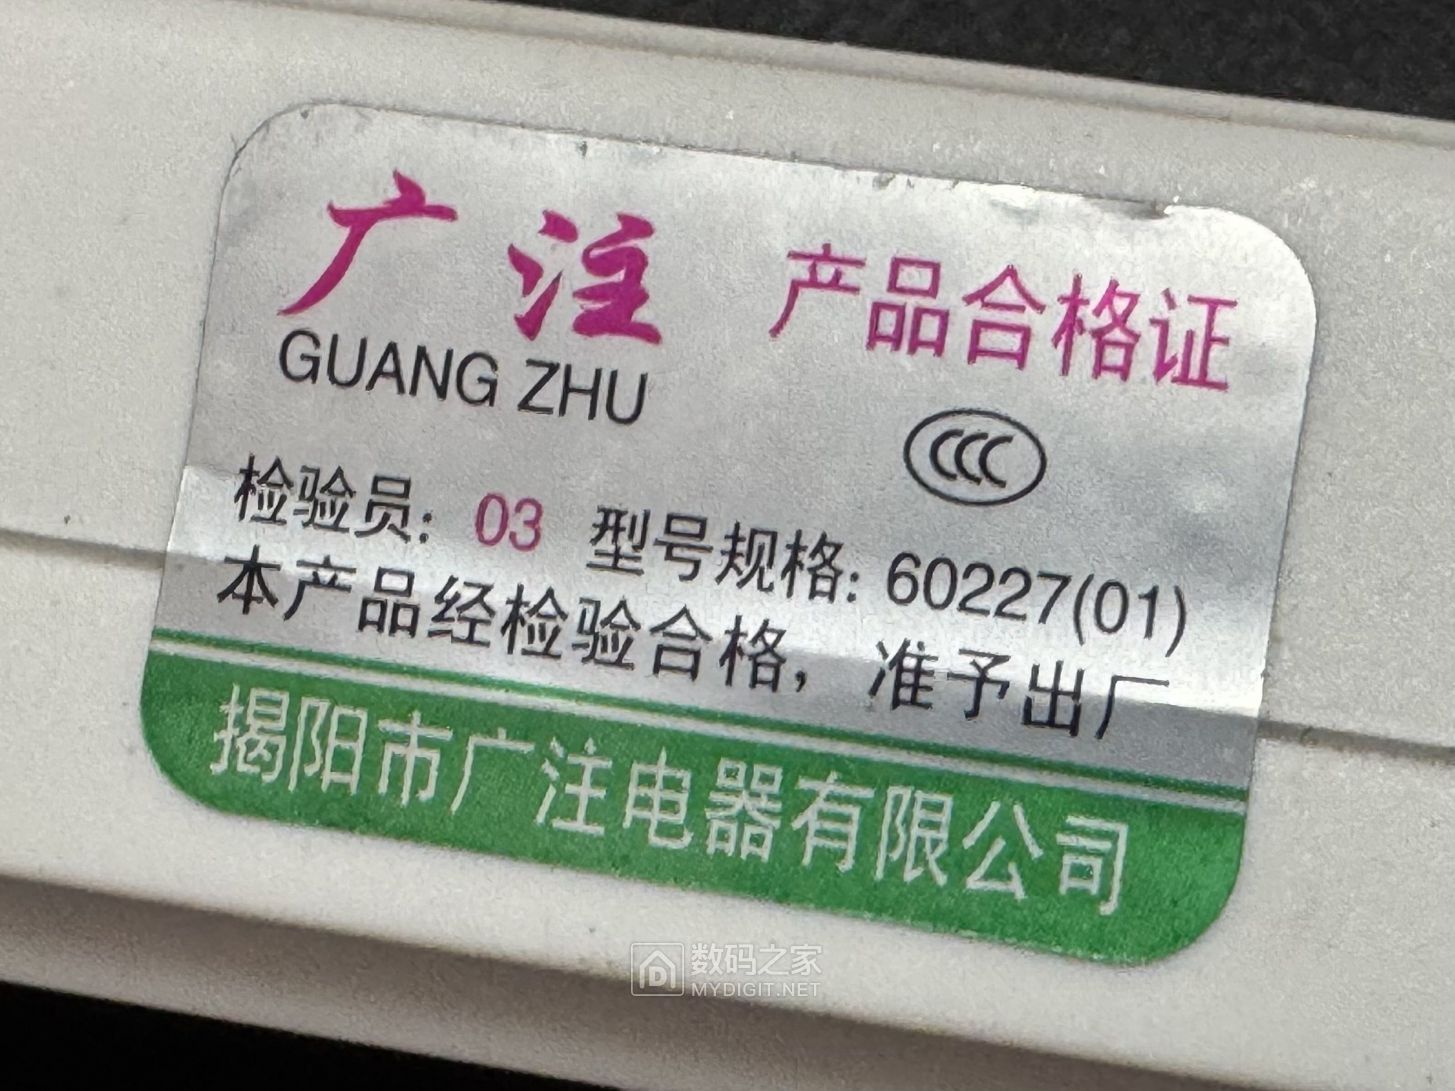 广注
GUANG ZHU
产品合格证
CCC
检验员：03 型号规格：60227(01)
本产品经检验合格，准予出厂
揭阳市广注电器有限公司
数码之家
MYDIGIT.NET